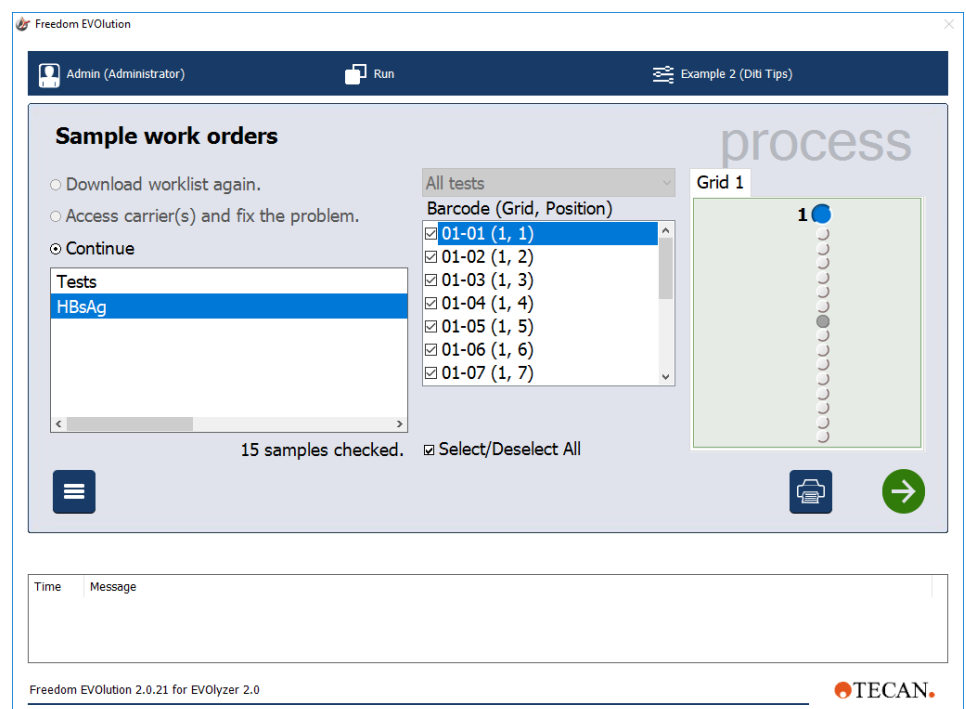 Freedom EVOlution
Admin (Administrator)
Run
Example 2 (Diti Tips)
Sample work orders
process
Download worklist again.
Access carrier(s) and fix the problem.
Continue
Tests
HBsAg
15 samples checked.
All tests
Barcode (Grid, Position)
01-01 (1, 1)
01-02 (1, 2)
01-03 (1, 3)
01-04 (1, 4)
01-05 (1, 5)
01-06 (1, 6)
01-07 (1, 7)
Select/Deselect All
Grid 1
1
Time Message
Freedom EVOlution 2.0.21 for EVOlyzer 2.0
TECAN.